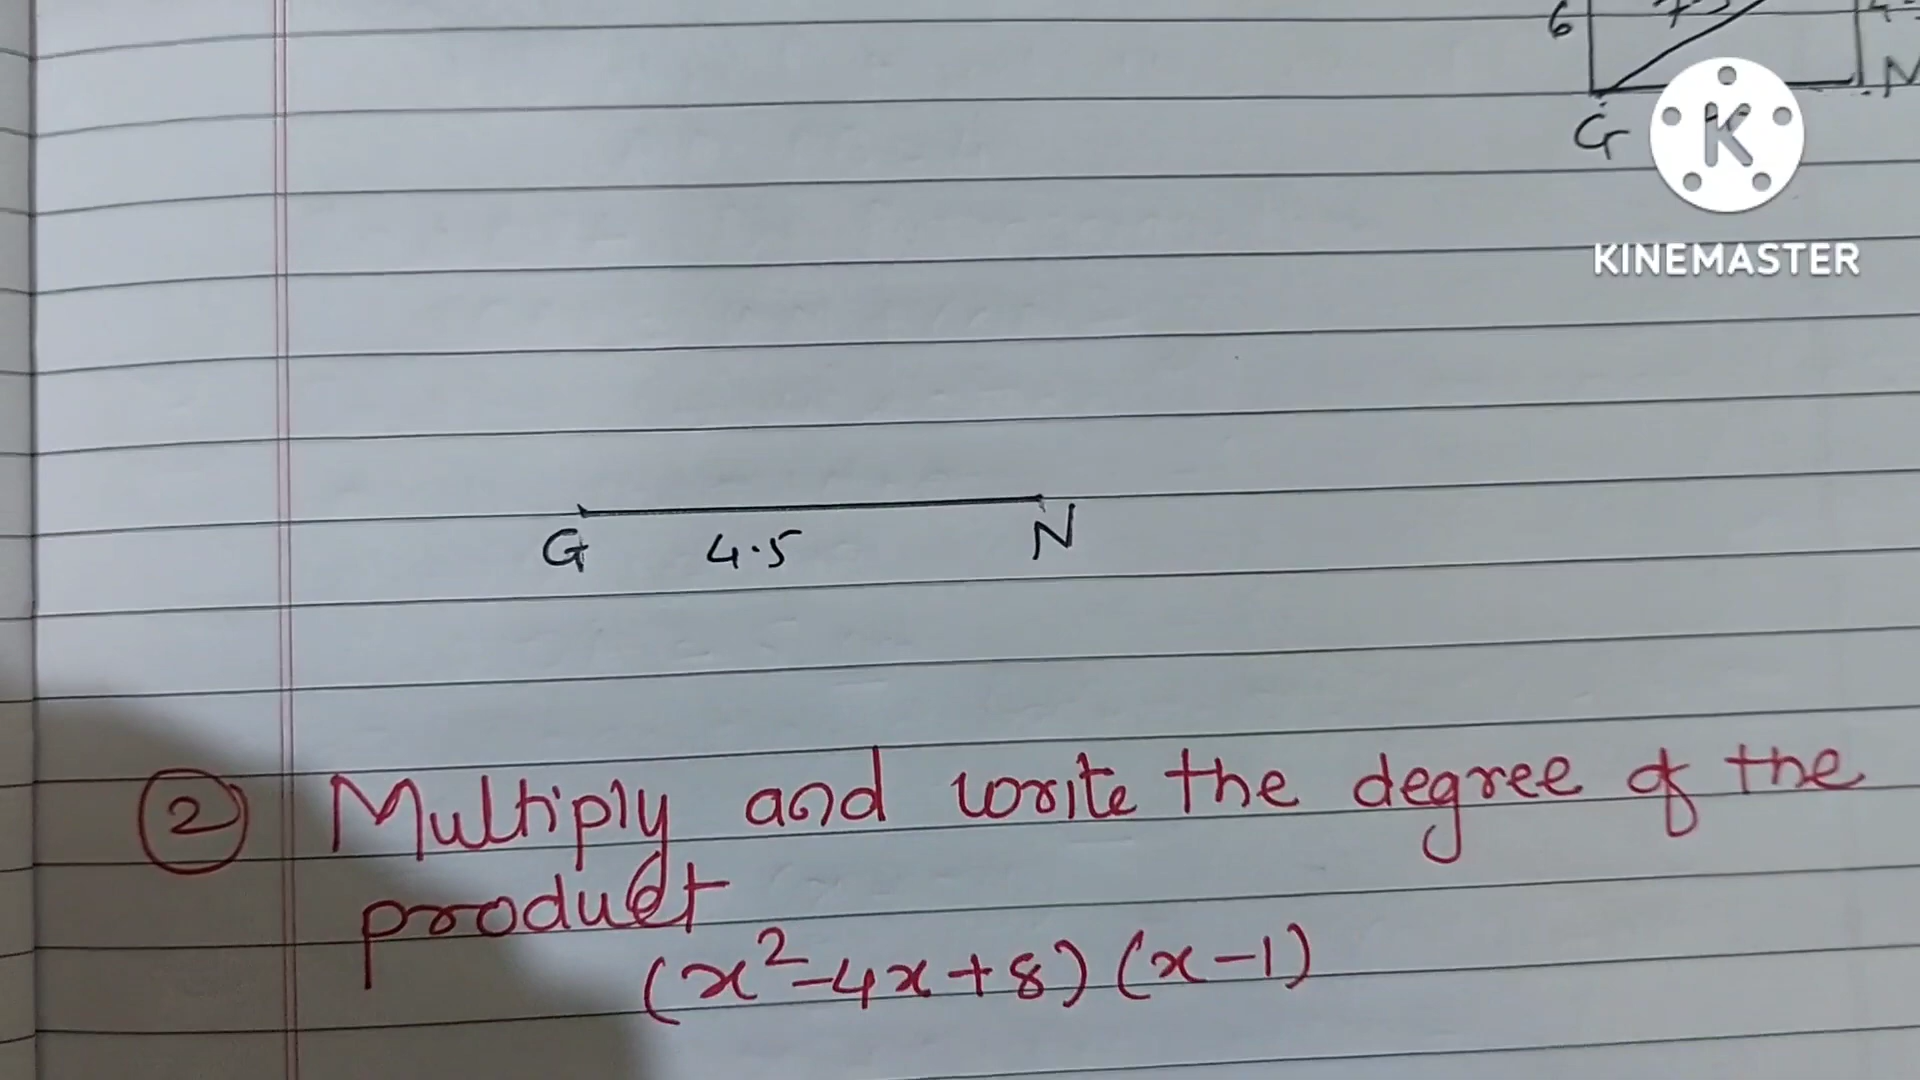 6
G
N
KINEMASTER
G 4.5 N
2 Multiply and write the degree of the
product
(x²-4x+8)(x-1)